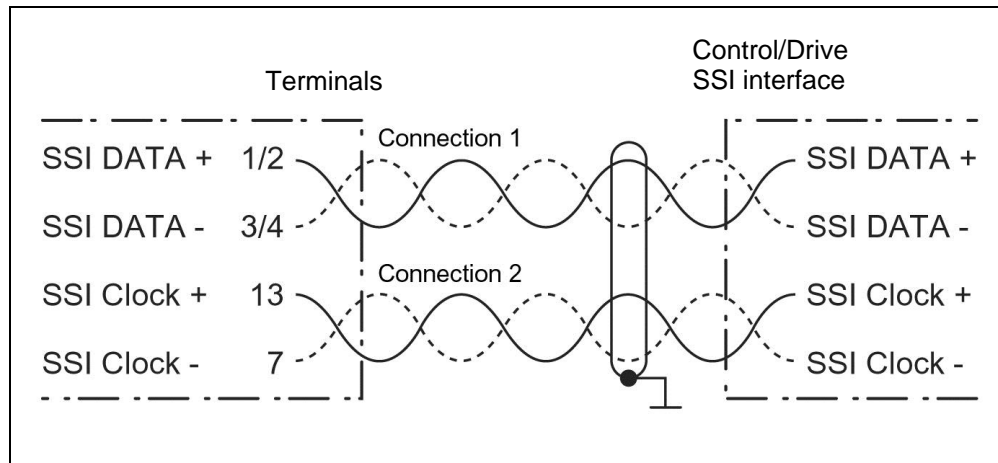 Control/Drive
SSI interface
Terminals
Connection 1
SSI DATA + 1/2
SSI DATA +
SSI DATA - 3/4
SSI DATA -
Connection 2
SSI Clock + 13
SSI Clock +
SSI Clock - 7
SSI Clock -